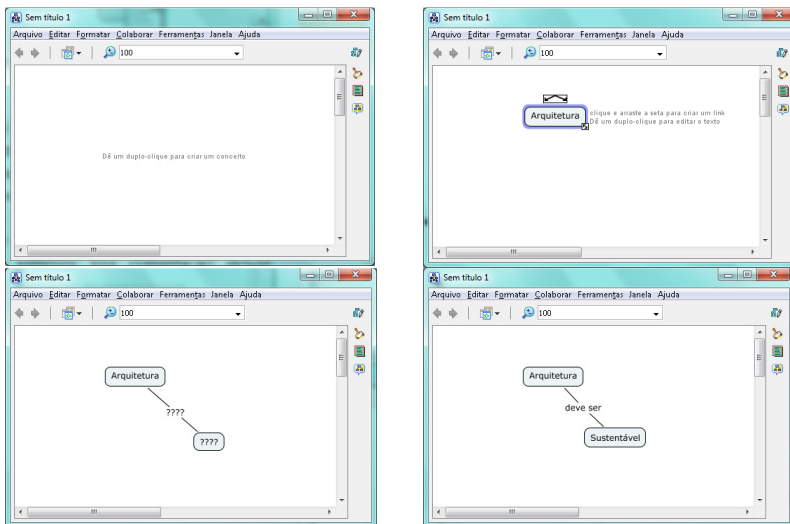 Sem título 1
Arquivo Editar Formatar Colaborar Ferramentas Janela Ajuda
100
Dê um duplo-clique para criar um conceito
Sem título 1
Arquivo Editar Formatar Colaborar Ferramentas Janela Ajuda
100
Arquitetura
clique e arraste a seta para criar um link
Dê um duplo-clique para editar o texto
Sem título 1
Arquivo Editar Formatar Colaborar Ferramentas Janela Ajuda
100
Arquitetura
????
????
Sem título 1
Arquivo Editar Formatar Colaborar Ferramentas Janela Ajuda
100
Arquitetura
deve ser
Sustentável